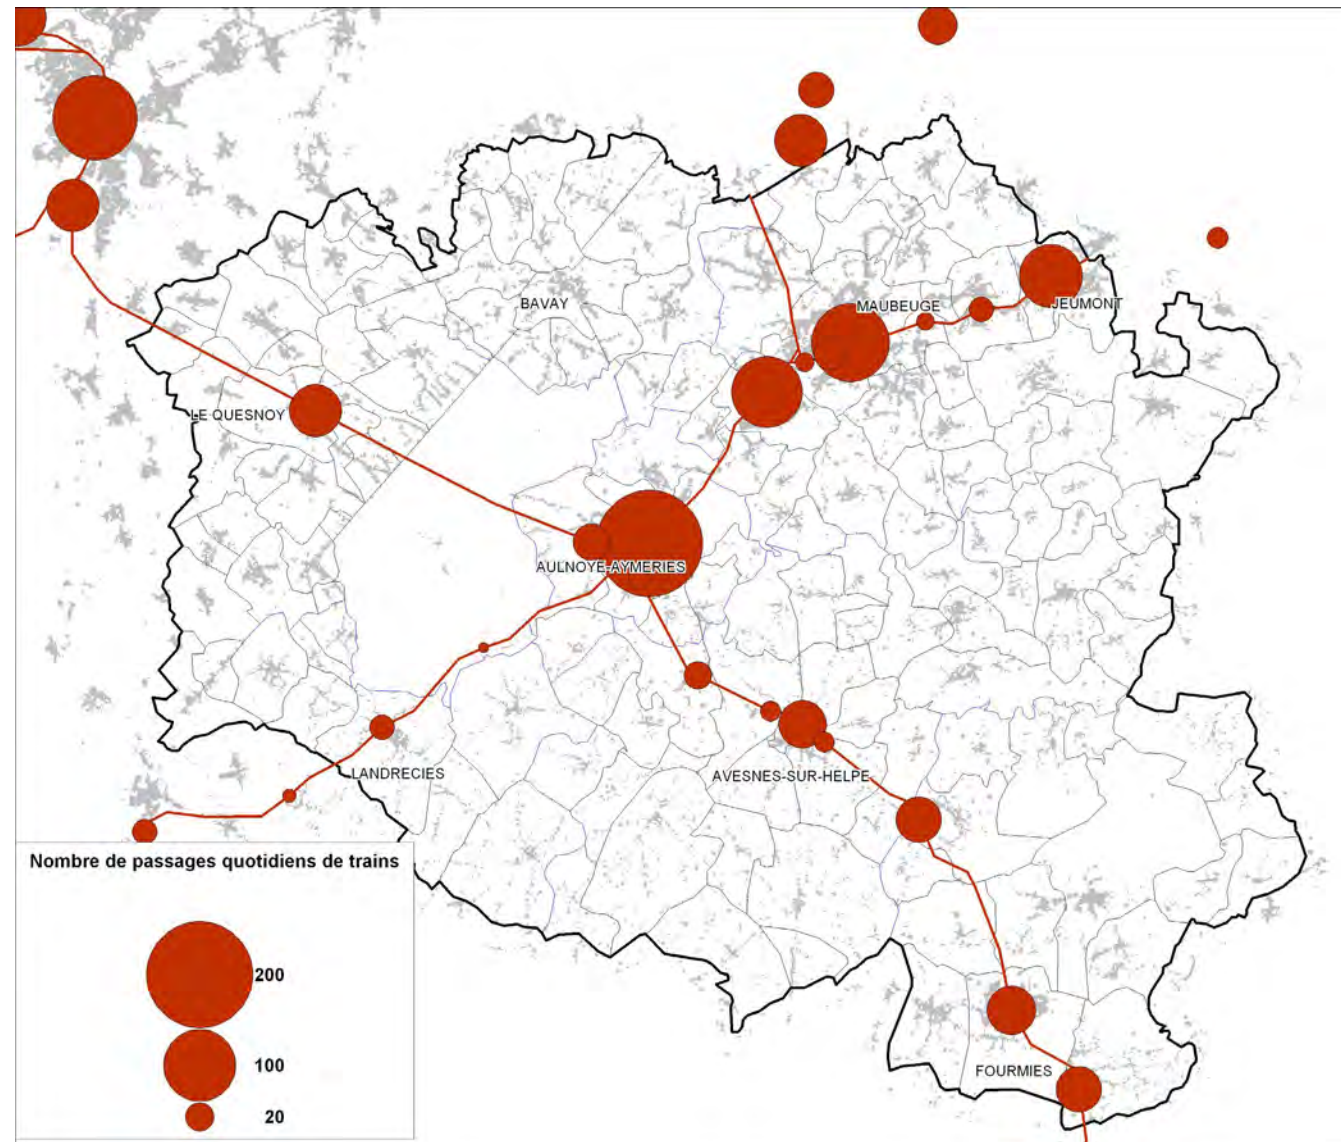 BAVAY
MAUBEUGE
JEUMONT
LE QUESNOY
AULNOYE-AYMERIES
LANDRECIES
AVESNES-SUR-HELPE
FOURMIES
Nombre de passages quotidiens de trains
200
100
20